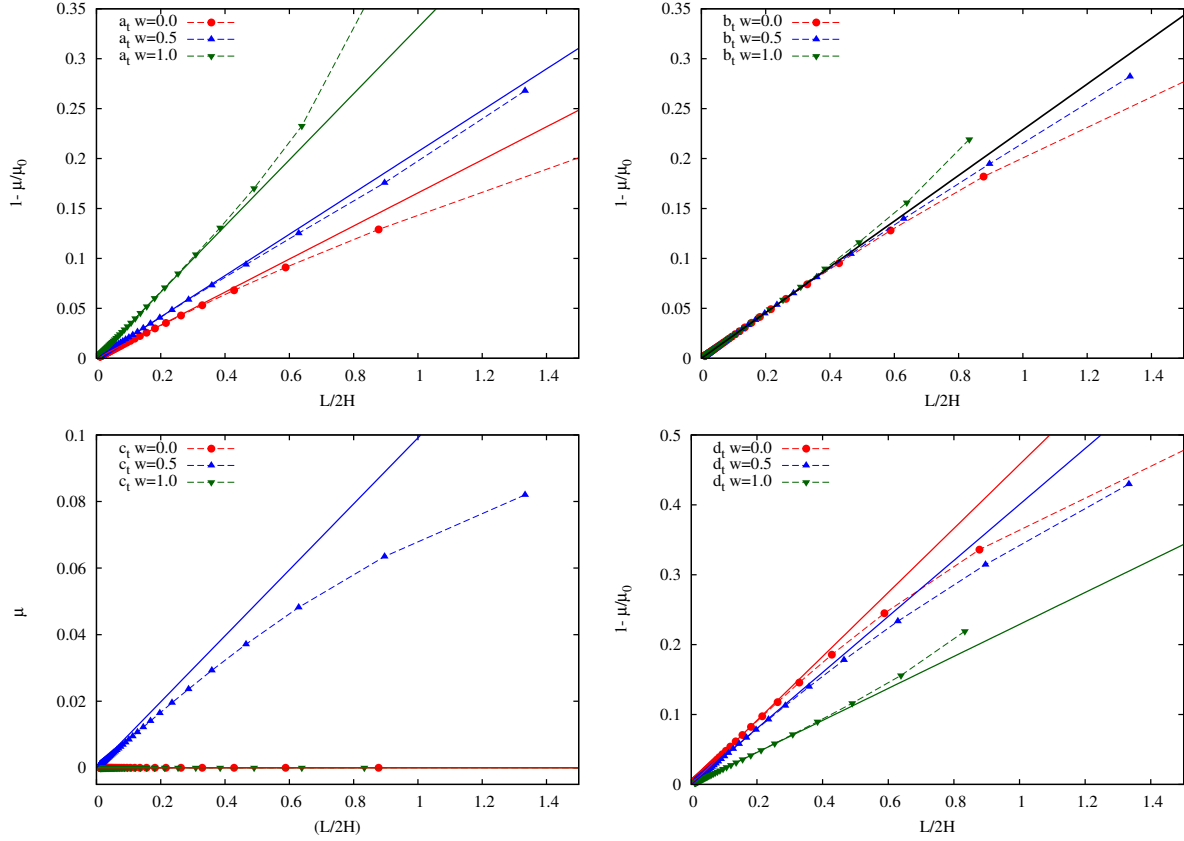 0.35
0.3
0.25
0.2
0.15
0.1
0.05
0
1- μ/μ0
a_t w=0.0
a_t w=0.5
a_t w=1.0
0 0.2 0.4 0.6 0.8 1 1.2 1.4
L/2H
0.35
0.3
0.25
0.2
0.15
0.1
0.05
0
1- μ/μ0
b_t w=0.0
b_t w=0.5
b_t w=1.0
0 0.2 0.4 0.6 0.8 1 1.2 1.4
L/2H
0.1
0.08
0.06
0.04
0.02
0
μ
c_t w=0.0
c_t w=0.5
c_t w=1.0
0 0.2 0.4 0.6 0.8 1 1.2 1.4
(L/2H)
0.5
0.4
0.3
0.2
0.1
0
1- μ/μ0
d_t w=0.0
d_t w=0.5
d_t w=1.0
0 0.2 0.4 0.6 0.8 1 1.2 1.4
L/2H